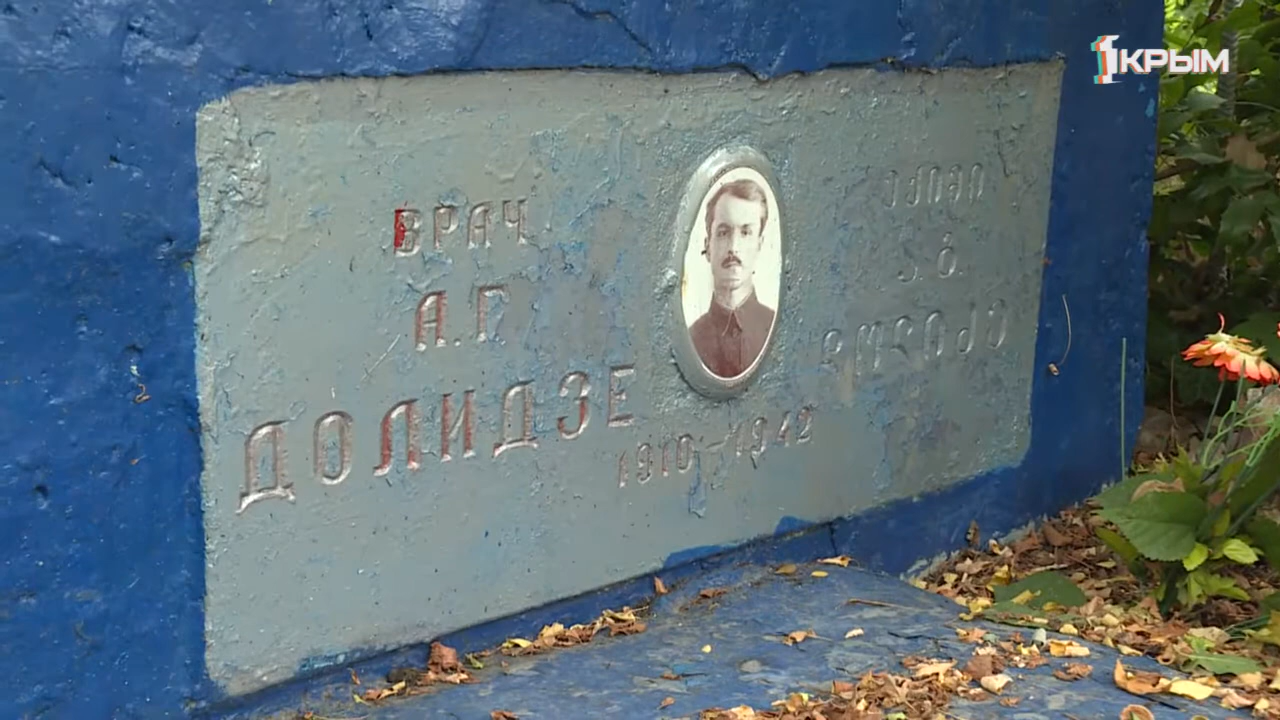 1КРЫМ
ВРАЧ
А.Г.
ДОЛИДЗЕ
1910–1942
ექიმი
ა. გ.
დოლიძე